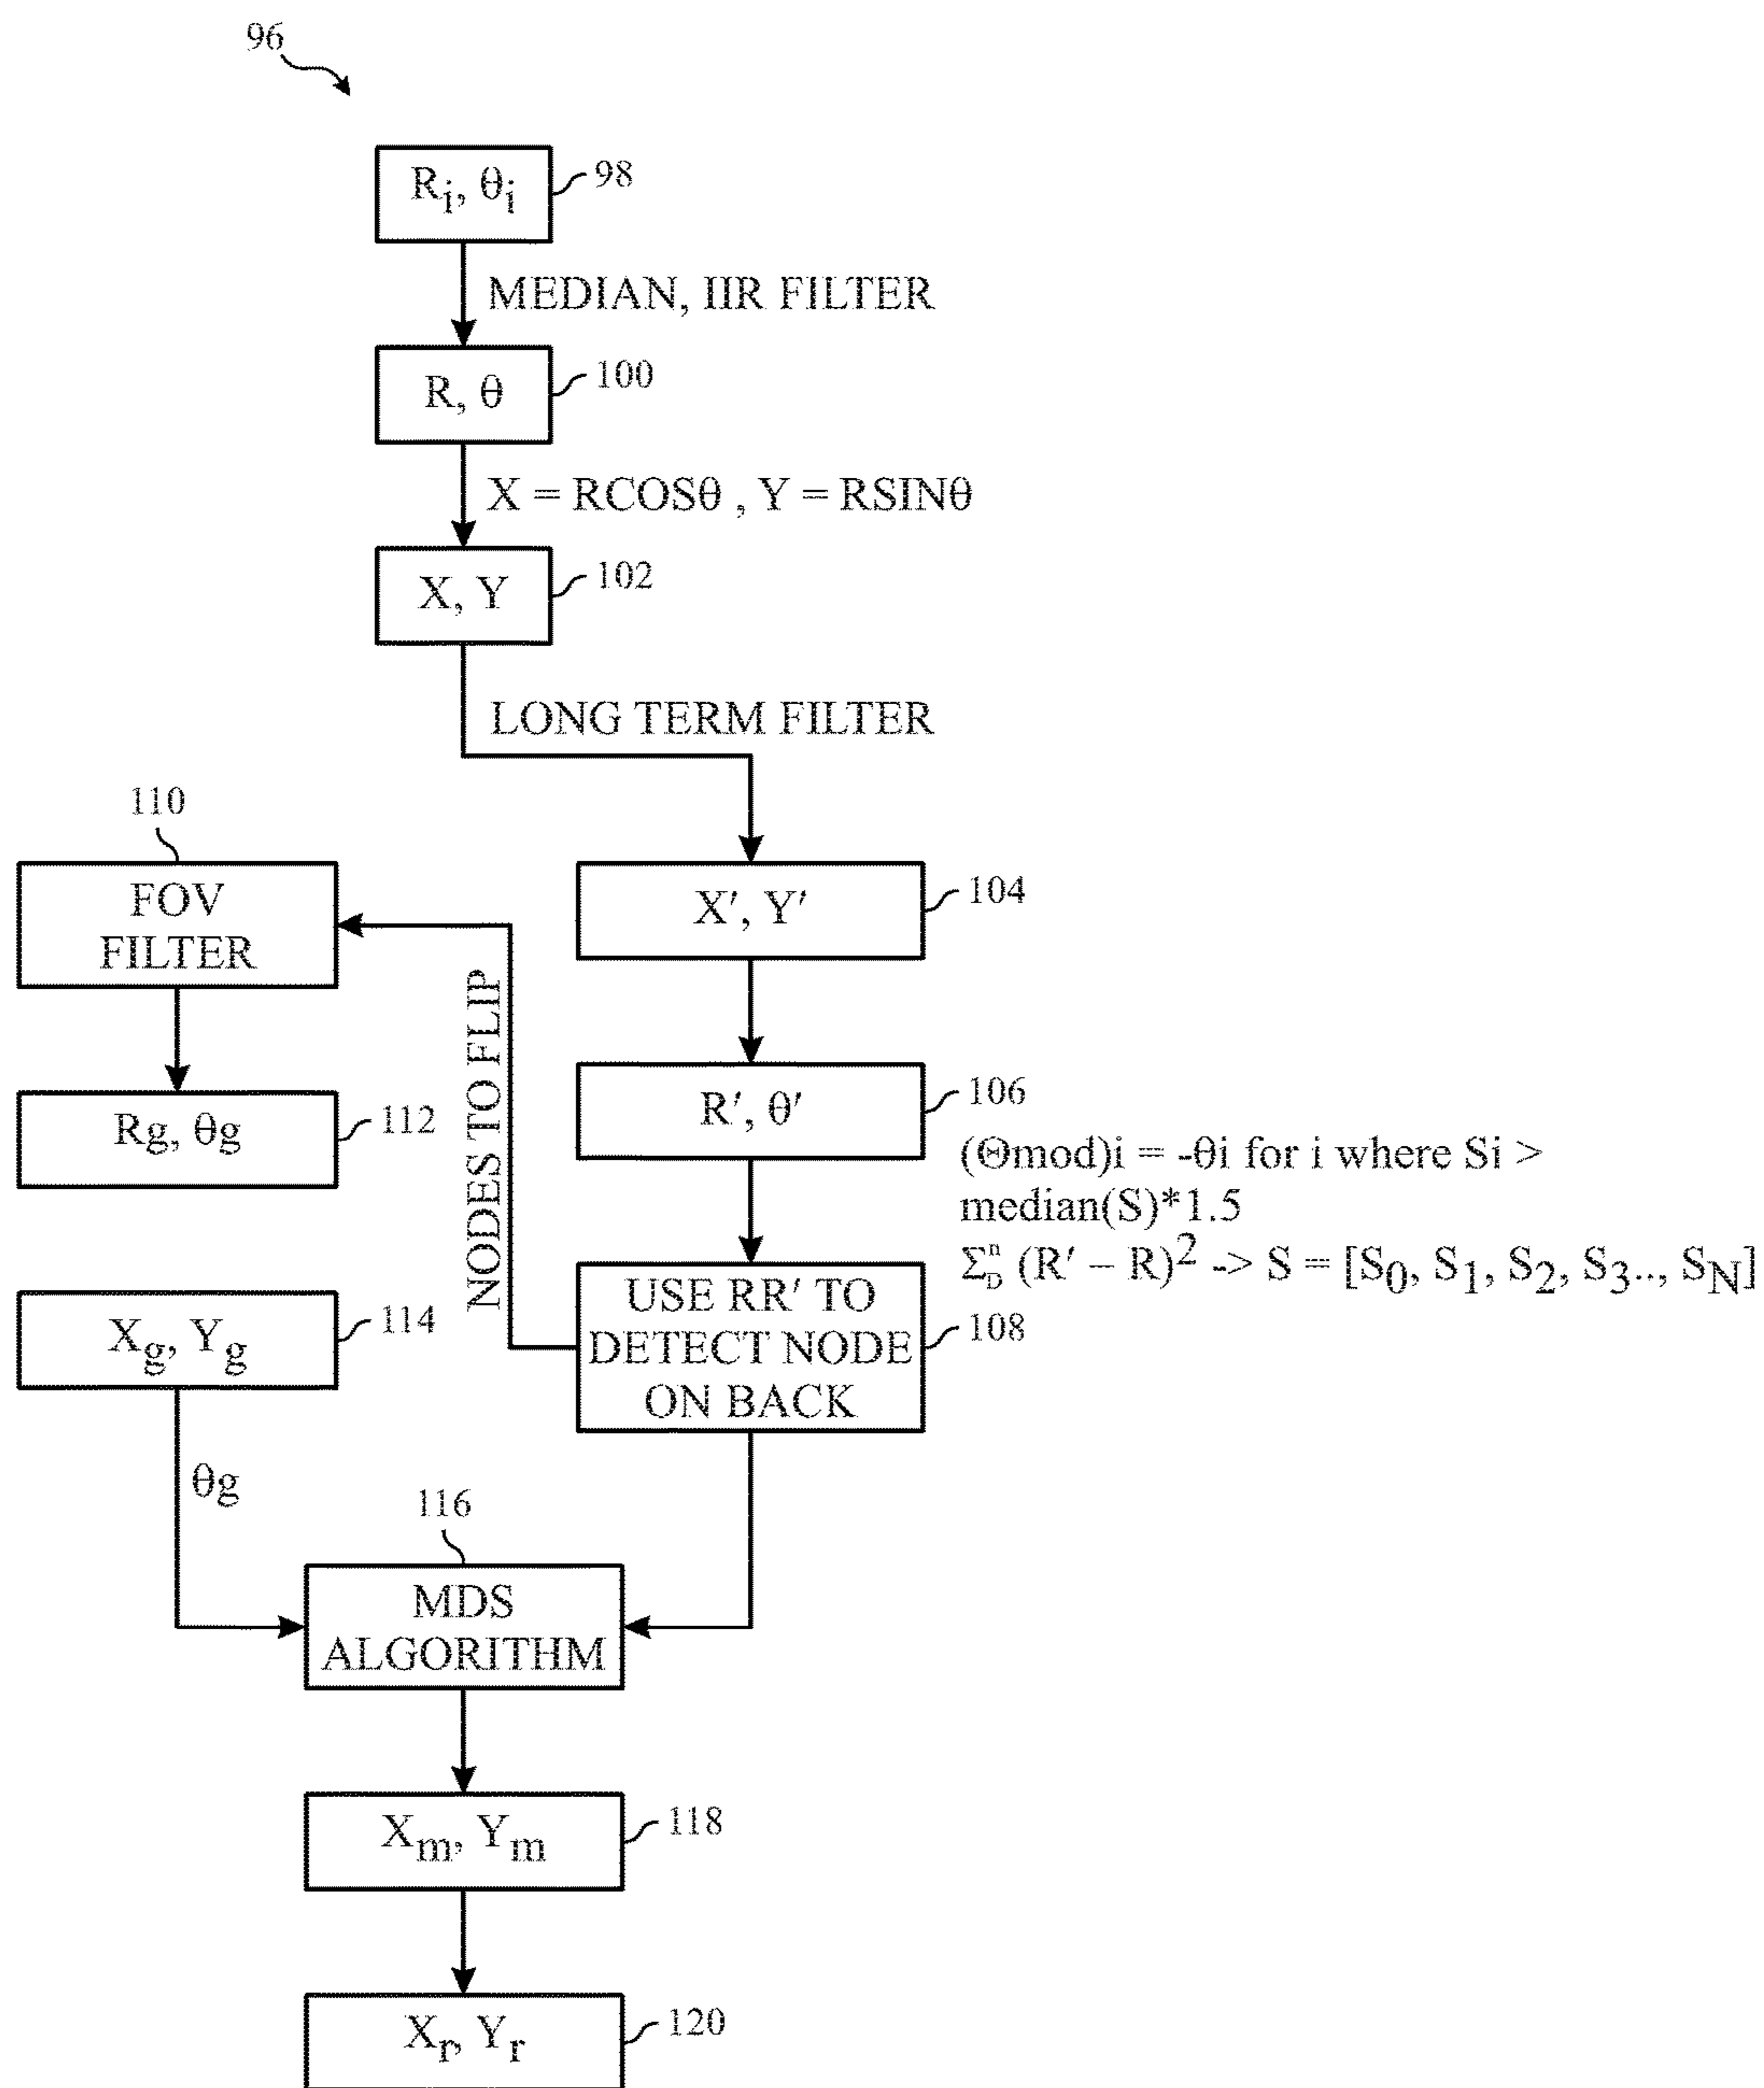 96
Ri, θi
98
MEDIAN, IIR FILTER
R, θ
100
X = RCOSθ , Y = RSINθ
X, Y
102
LONG TERM FILTER
110
FOV
FILTER
X', Y'
104
NODES TO FLIP
R', θ'
106
Rg, θg
112
(Θmod)i = -θi for i where Si >
median(S)*1.5
Σ (R' – R)2 -> S = [S0, S1, S2, S3.., SN]
Xg, Yg
114
USE RR' TO
DETECT NODE
ON BACK
108
θg
116
MDS
ALGORITHM
Xm, Ym
118
Xr, Yr
120